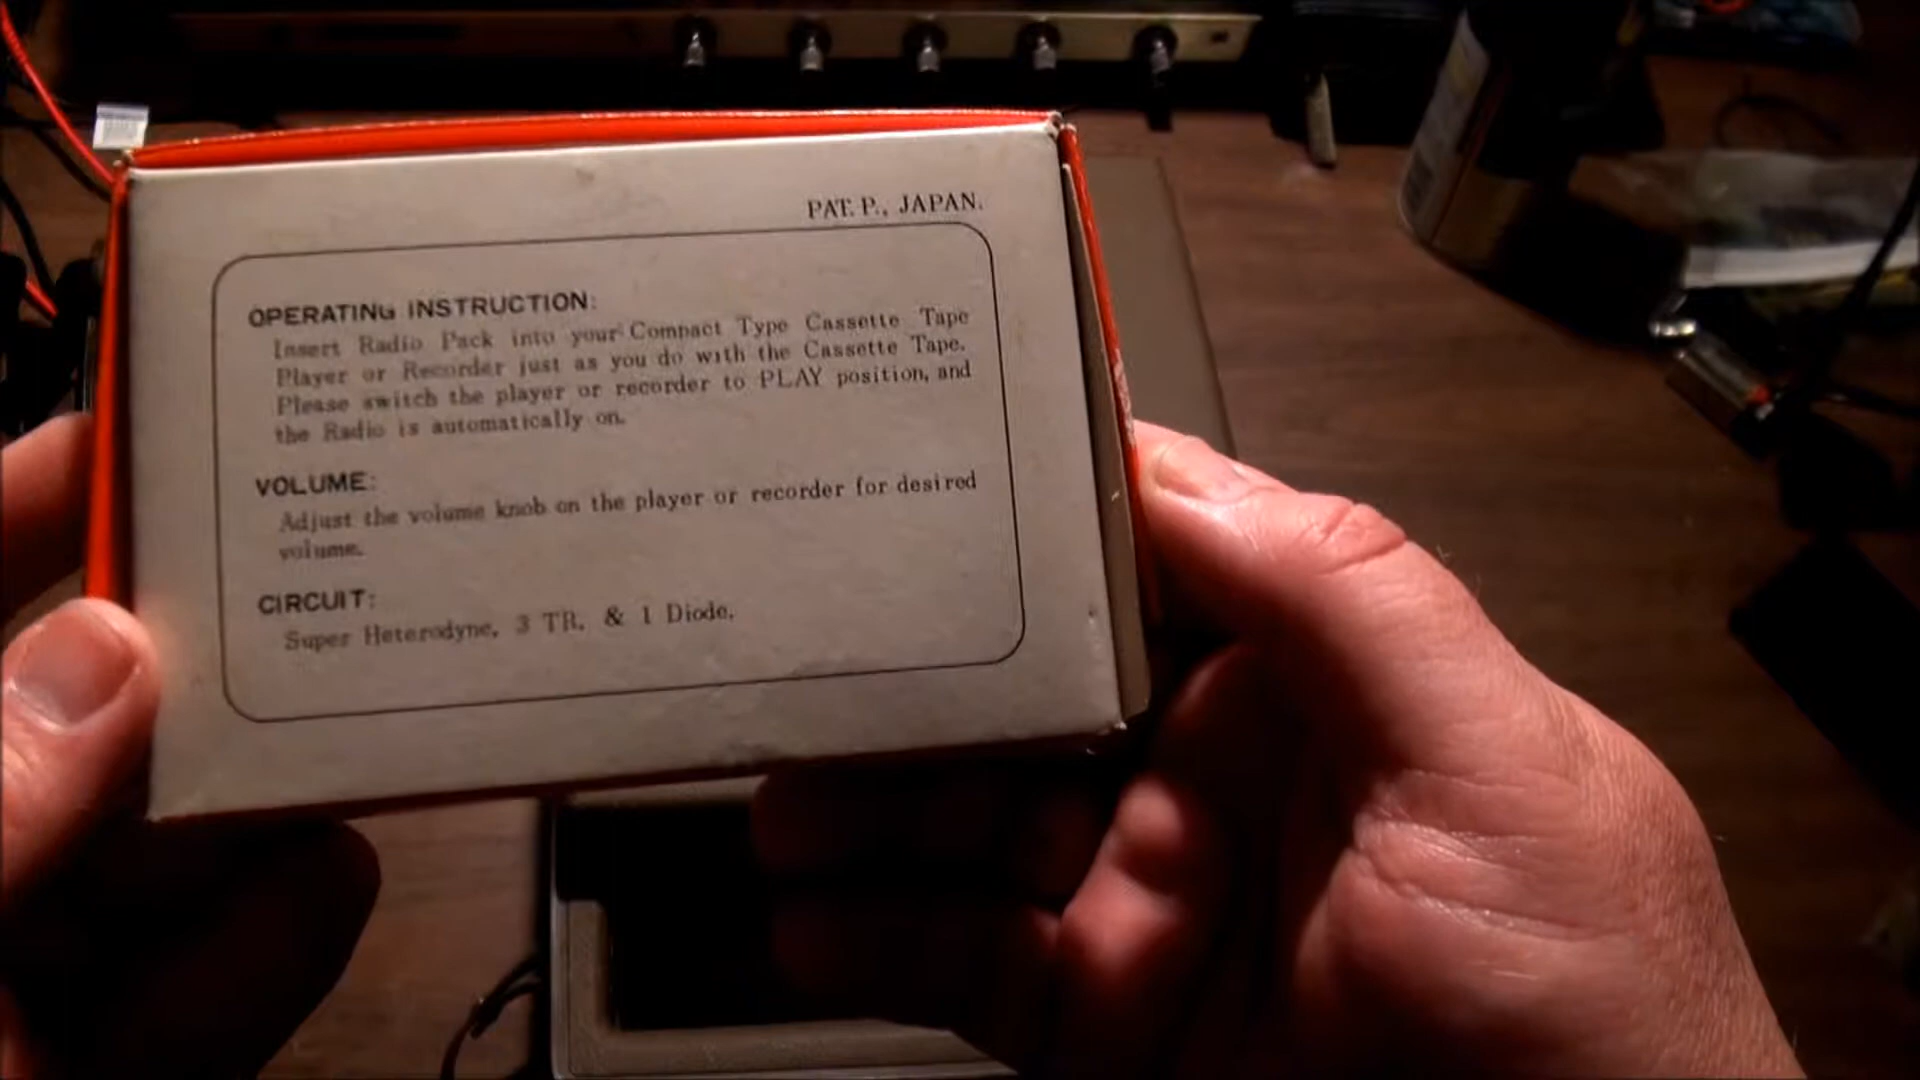 PAT. P., JAPAN.
OPERATING INSTRUCTION:
Insert Radio Pack into your Compact Type Cassette Tape
Player or Recorder just as you do with the Cassette Tape.
Please switch the player or recorder to PLAY position, and
the Radio is automatically on.
VOLUME:
Adjust the volume knob on the player or recorder for desired
volume.
CIRCUIT:
Super Heterodyne, 3 TR. & 1 Diode.